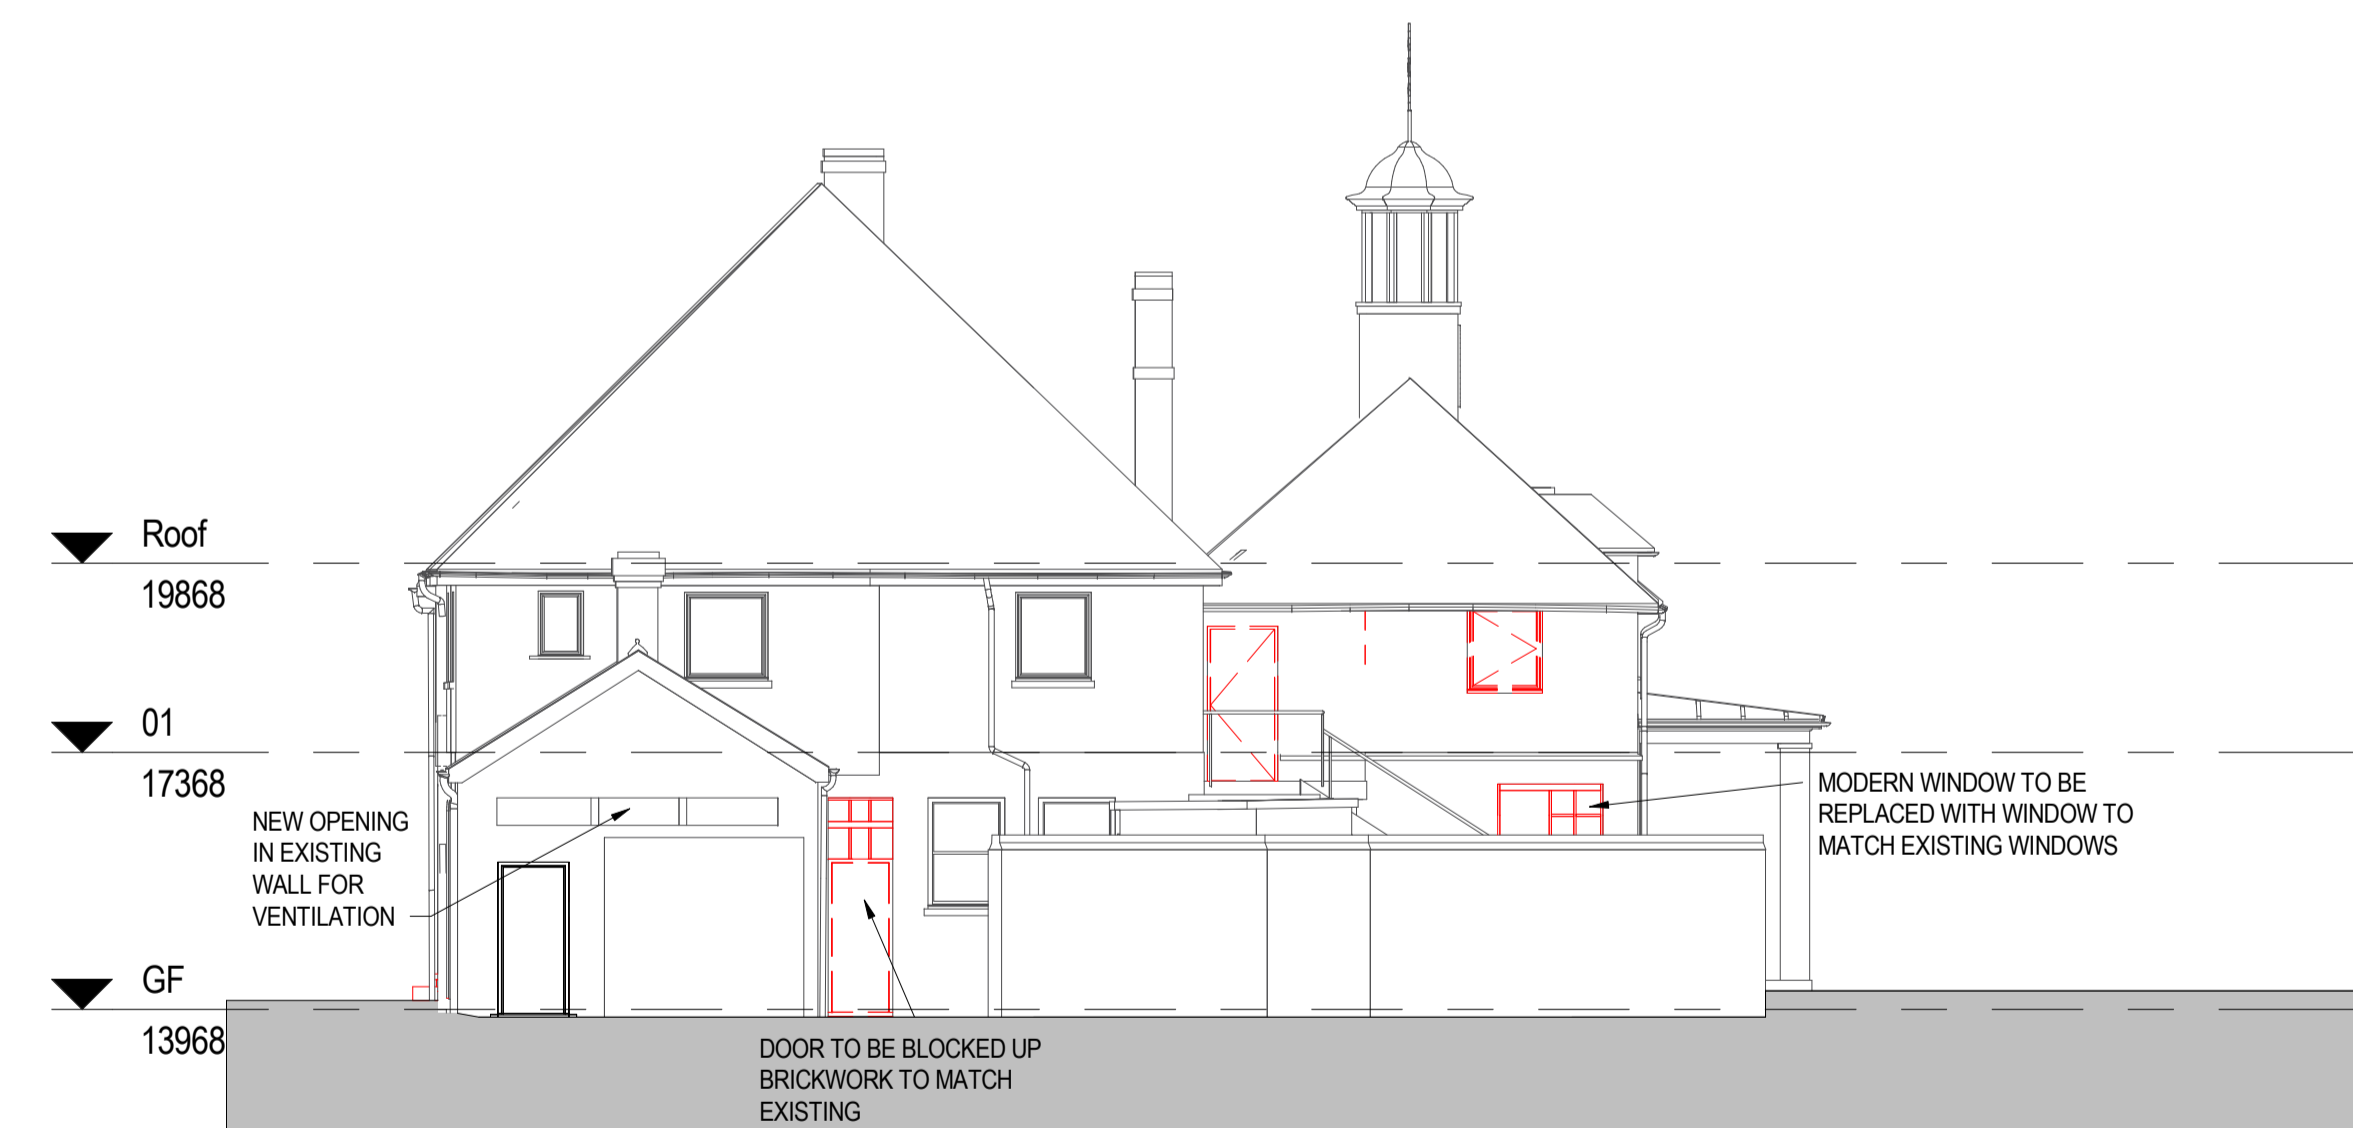 Roof
19868
01
17368
NEW OPENING
IN EXISTING
WALL FOR
VENTILATION
MODERN WINDOW TO BE
REPLACED WITH WINDOW TO
MATCH EXISTING WINDOWS
GF
13968
DOOR TO BE BLOCKED UP
BRICKWORK TO MATCH
EXISTING